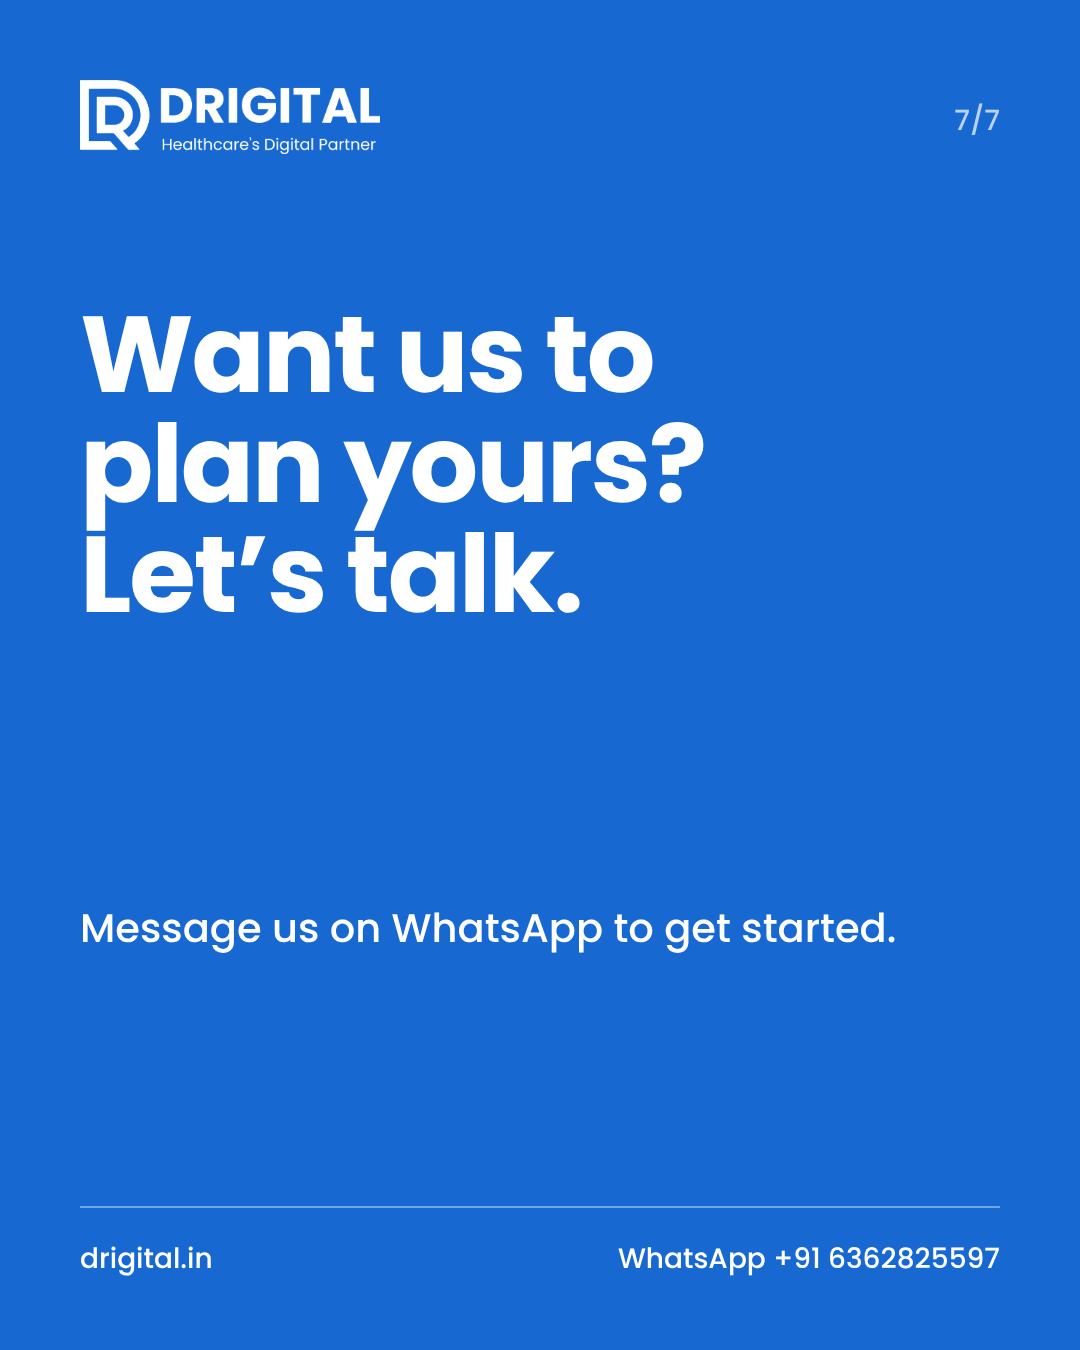 DRIGITAL
Healthcare's Digital Partner
7/7
Want us to
plan yours?
Let’s talk.
Message us on WhatsApp to get started.
drigital.in
WhatsApp +91 6362825597